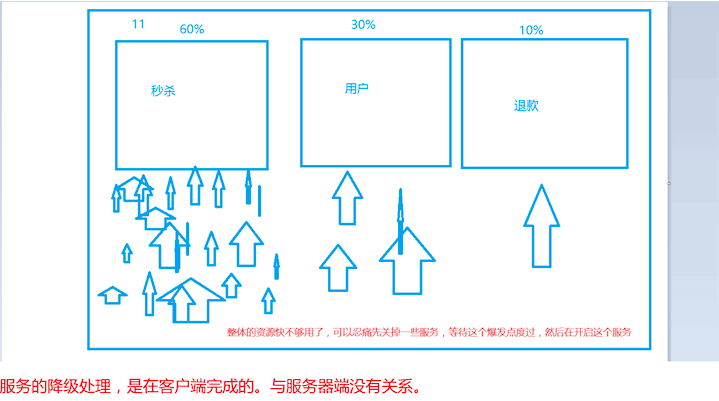 11
60%
30%
10%
秒杀
用户
退款
整体的资源快不够用了，可以忍痛先关掉一些服务，等待这个爆发点度过，然后在开启这个服务
服务的降级处理，是在客户端完成的。与服务器端没有关系。